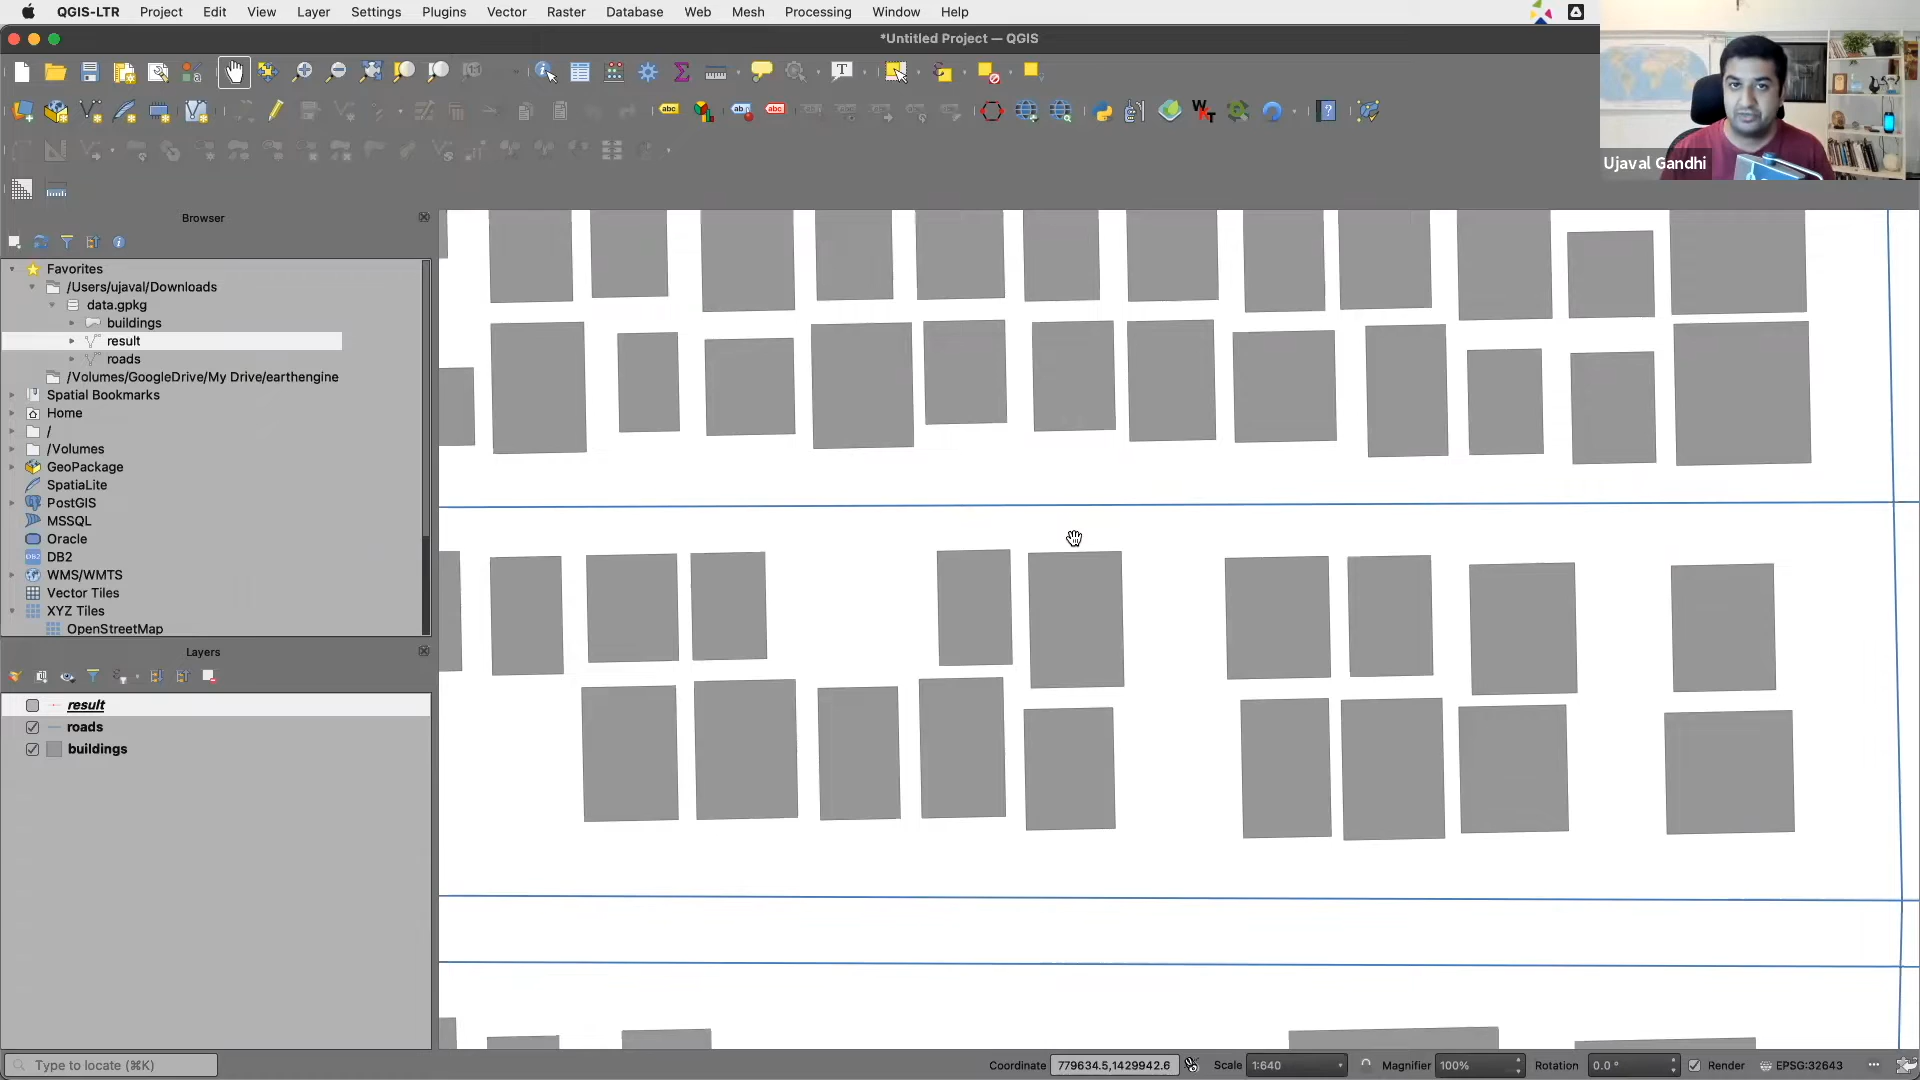 QGIS-LTR Project Edit View Layer Settings Plugins Vector Raster Database Web Mesh Processing Window Help
*Untitled Project — QGIS
Ujaval Gandhi
Browser
Favorites
/Users/ujaval/Downloads
data.gpkg
buildings
result
roads
/Volumes/GoogleDrive/My Drive/earthengine
Spatial Bookmarks
Home
/
/Volumes
GeoPackage
SpatiaLite
PostGIS
MSSQL
Oracle
DB2
WMS/WMTS
Vector Tiles
XYZ Tiles
OpenStreetMap
Layers
result
roads
buildings
Type to locate (⌘K)
Coordinate 779634.5,1429942.6 Scale 1:640 Magnifier 100% Rotation 0.0 ° Render EPSG:32643